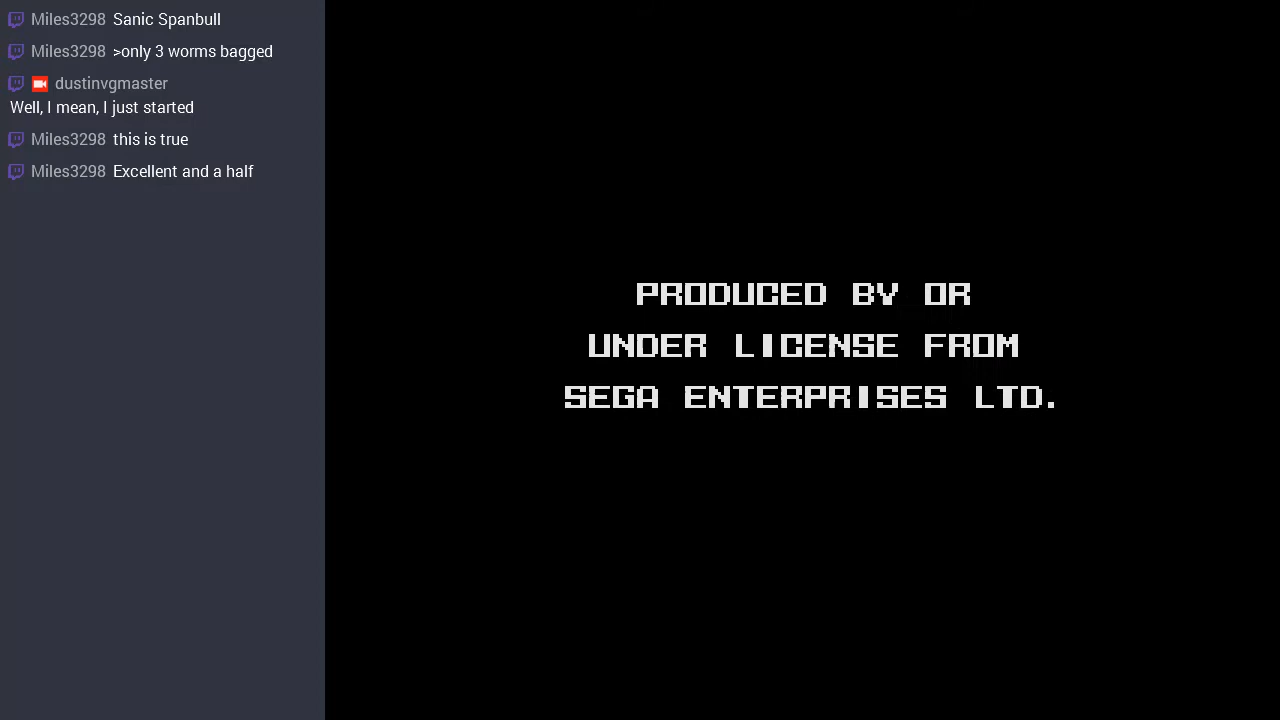 Miles3298 Sanic Spanbull
Miles3298 >only 3 worms bagged
dustinvgmaster
Well, I mean, I just started
Miles3298 this is true
Miles3298 Excellent and a half
PRODUCED BY OR
UNDER LICENSE FROM
SEGA ENTERPRISES LTD.